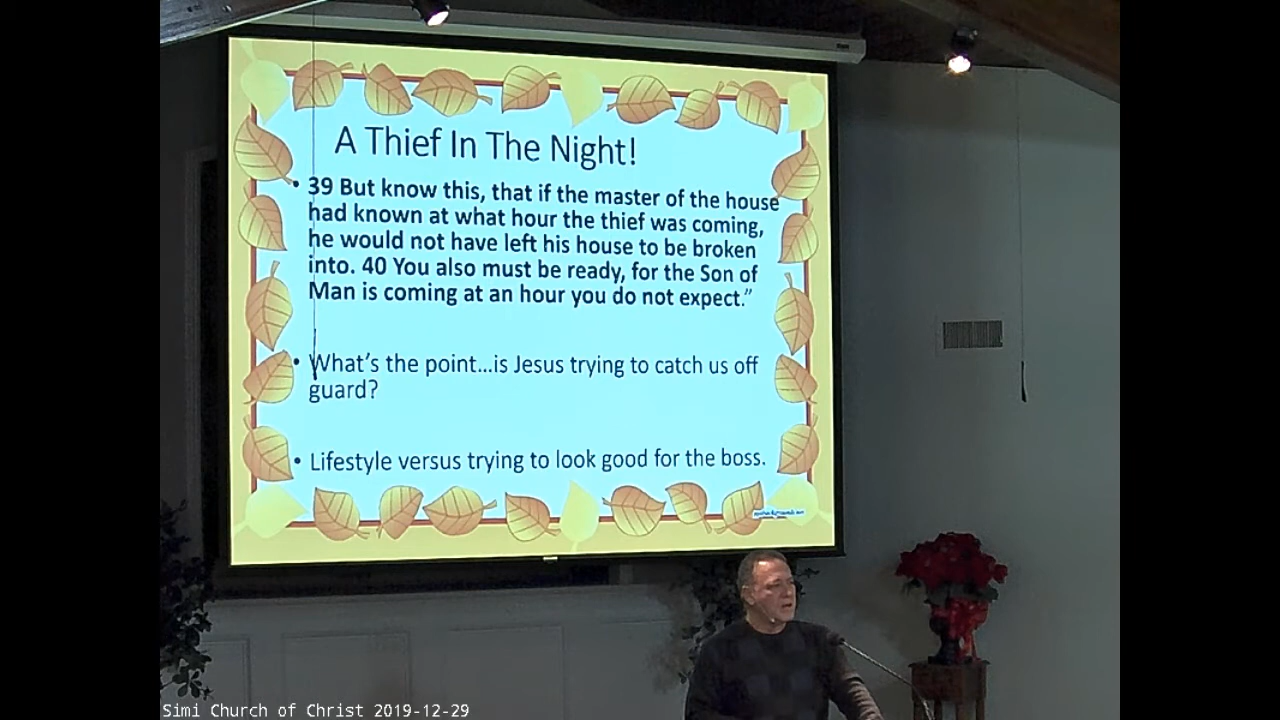 A Thief In The Night!
• 39 But know this, that if the master of the house
had known at what hour the thief was coming,
he would not have left his house to be broken
into. 40 You also must be ready, for the Son of
Man is coming at an hour you do not expect.”
• What’s the point...is Jesus trying to catch us off
guard?
• Lifestyle versus trying to look good for the boss.
Simi Church of Christ 2019-12-29